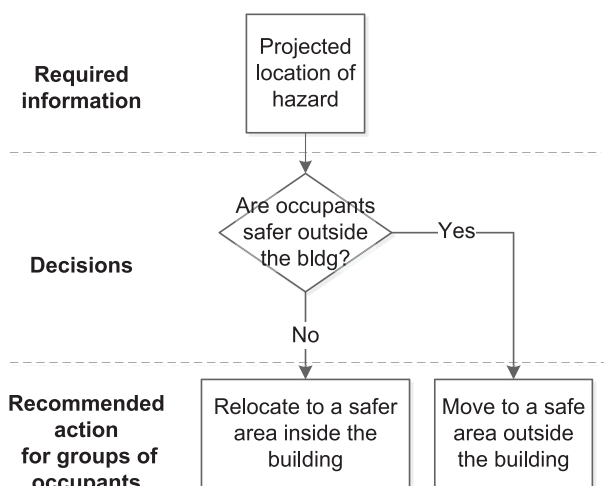 Required
information
Projected
location of
hazard
Decisions
Are occupants
safer outside
the bldg?
Yes
No
Recommended
action
for groups of
occupants
Relocate to a safer
area inside the
building
Move to a safe
area outside
the building